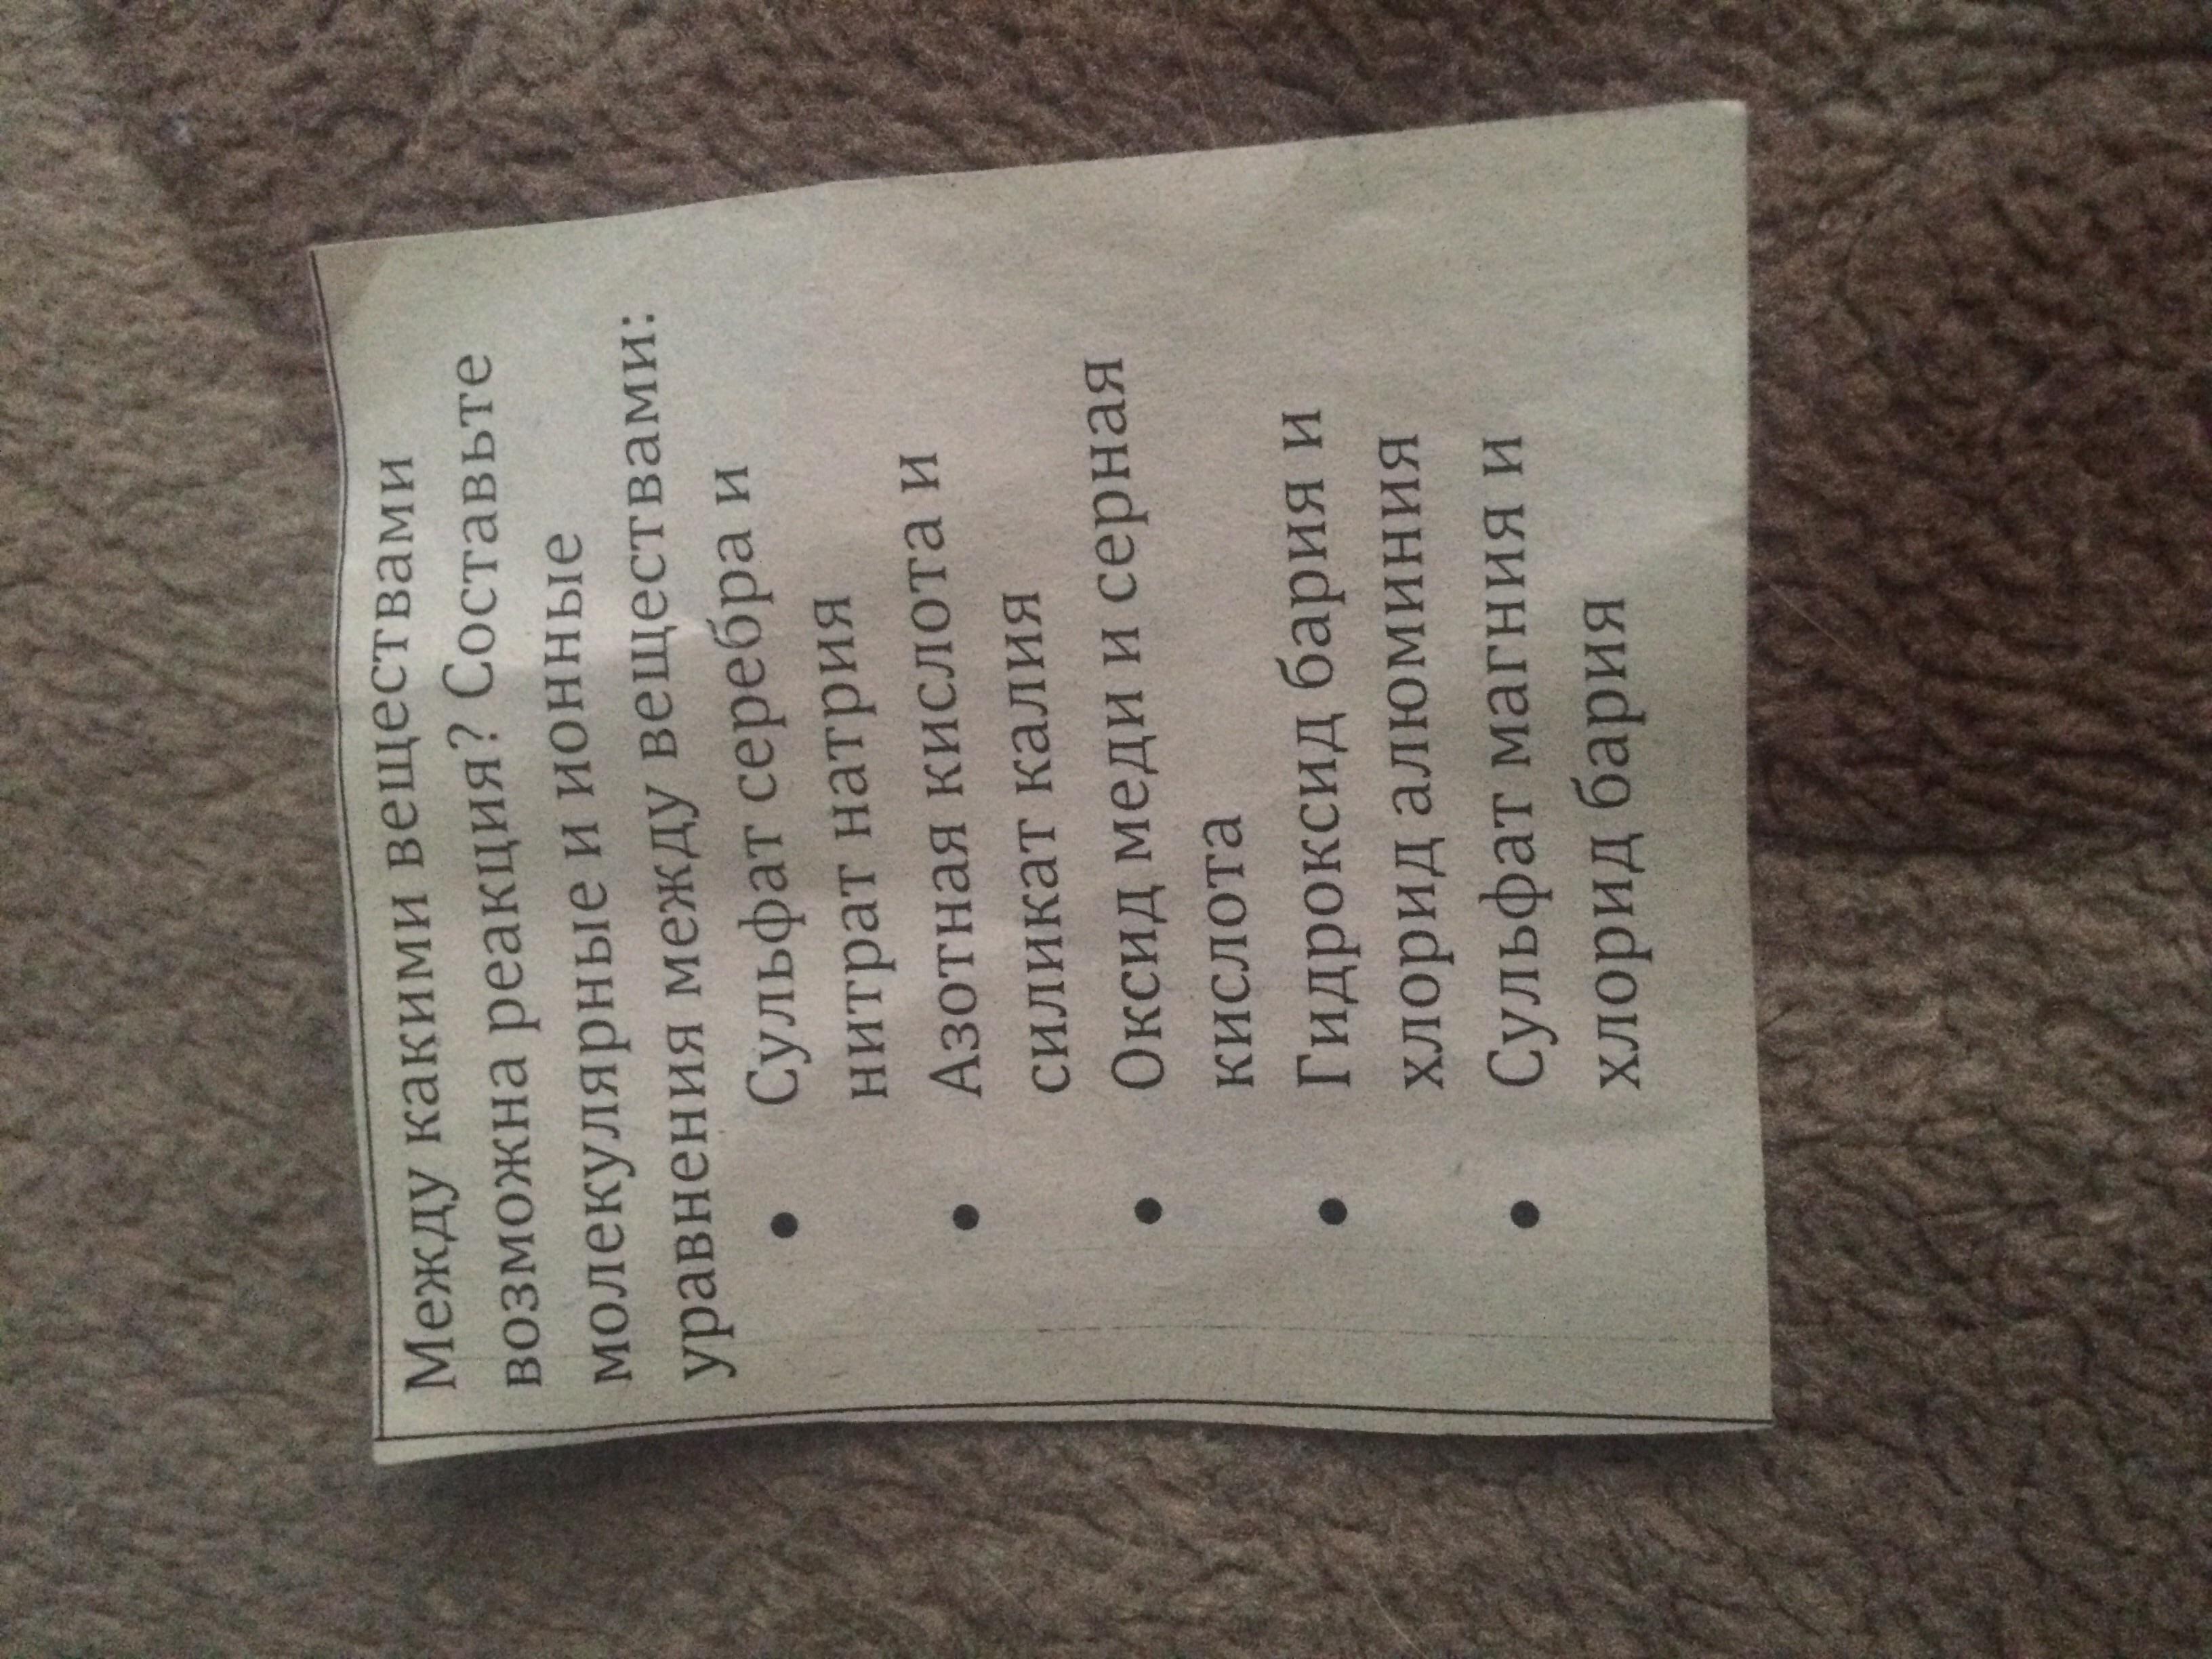 Между какими веществами
возможна реакция? Составьте
молекулярные и ионные
уравнения между веществами:
• Сульфат серебра и
нитрат натрия
• Азотная кислота и
силикат калия
• Оксид меди и серная
кислота
• Гидроксид бария и
хлорид алюминия
• Сульфат магния и
хлорид бария